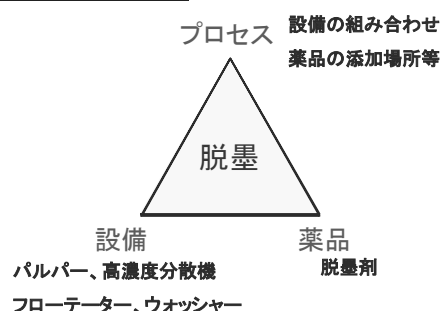 プロセス
設備の組み合わせ
薬品の添加場所等
脱墨
設備
薬品
パルパー、高濃度分散機
脱墨剤
フローテーター、ウォッシャー